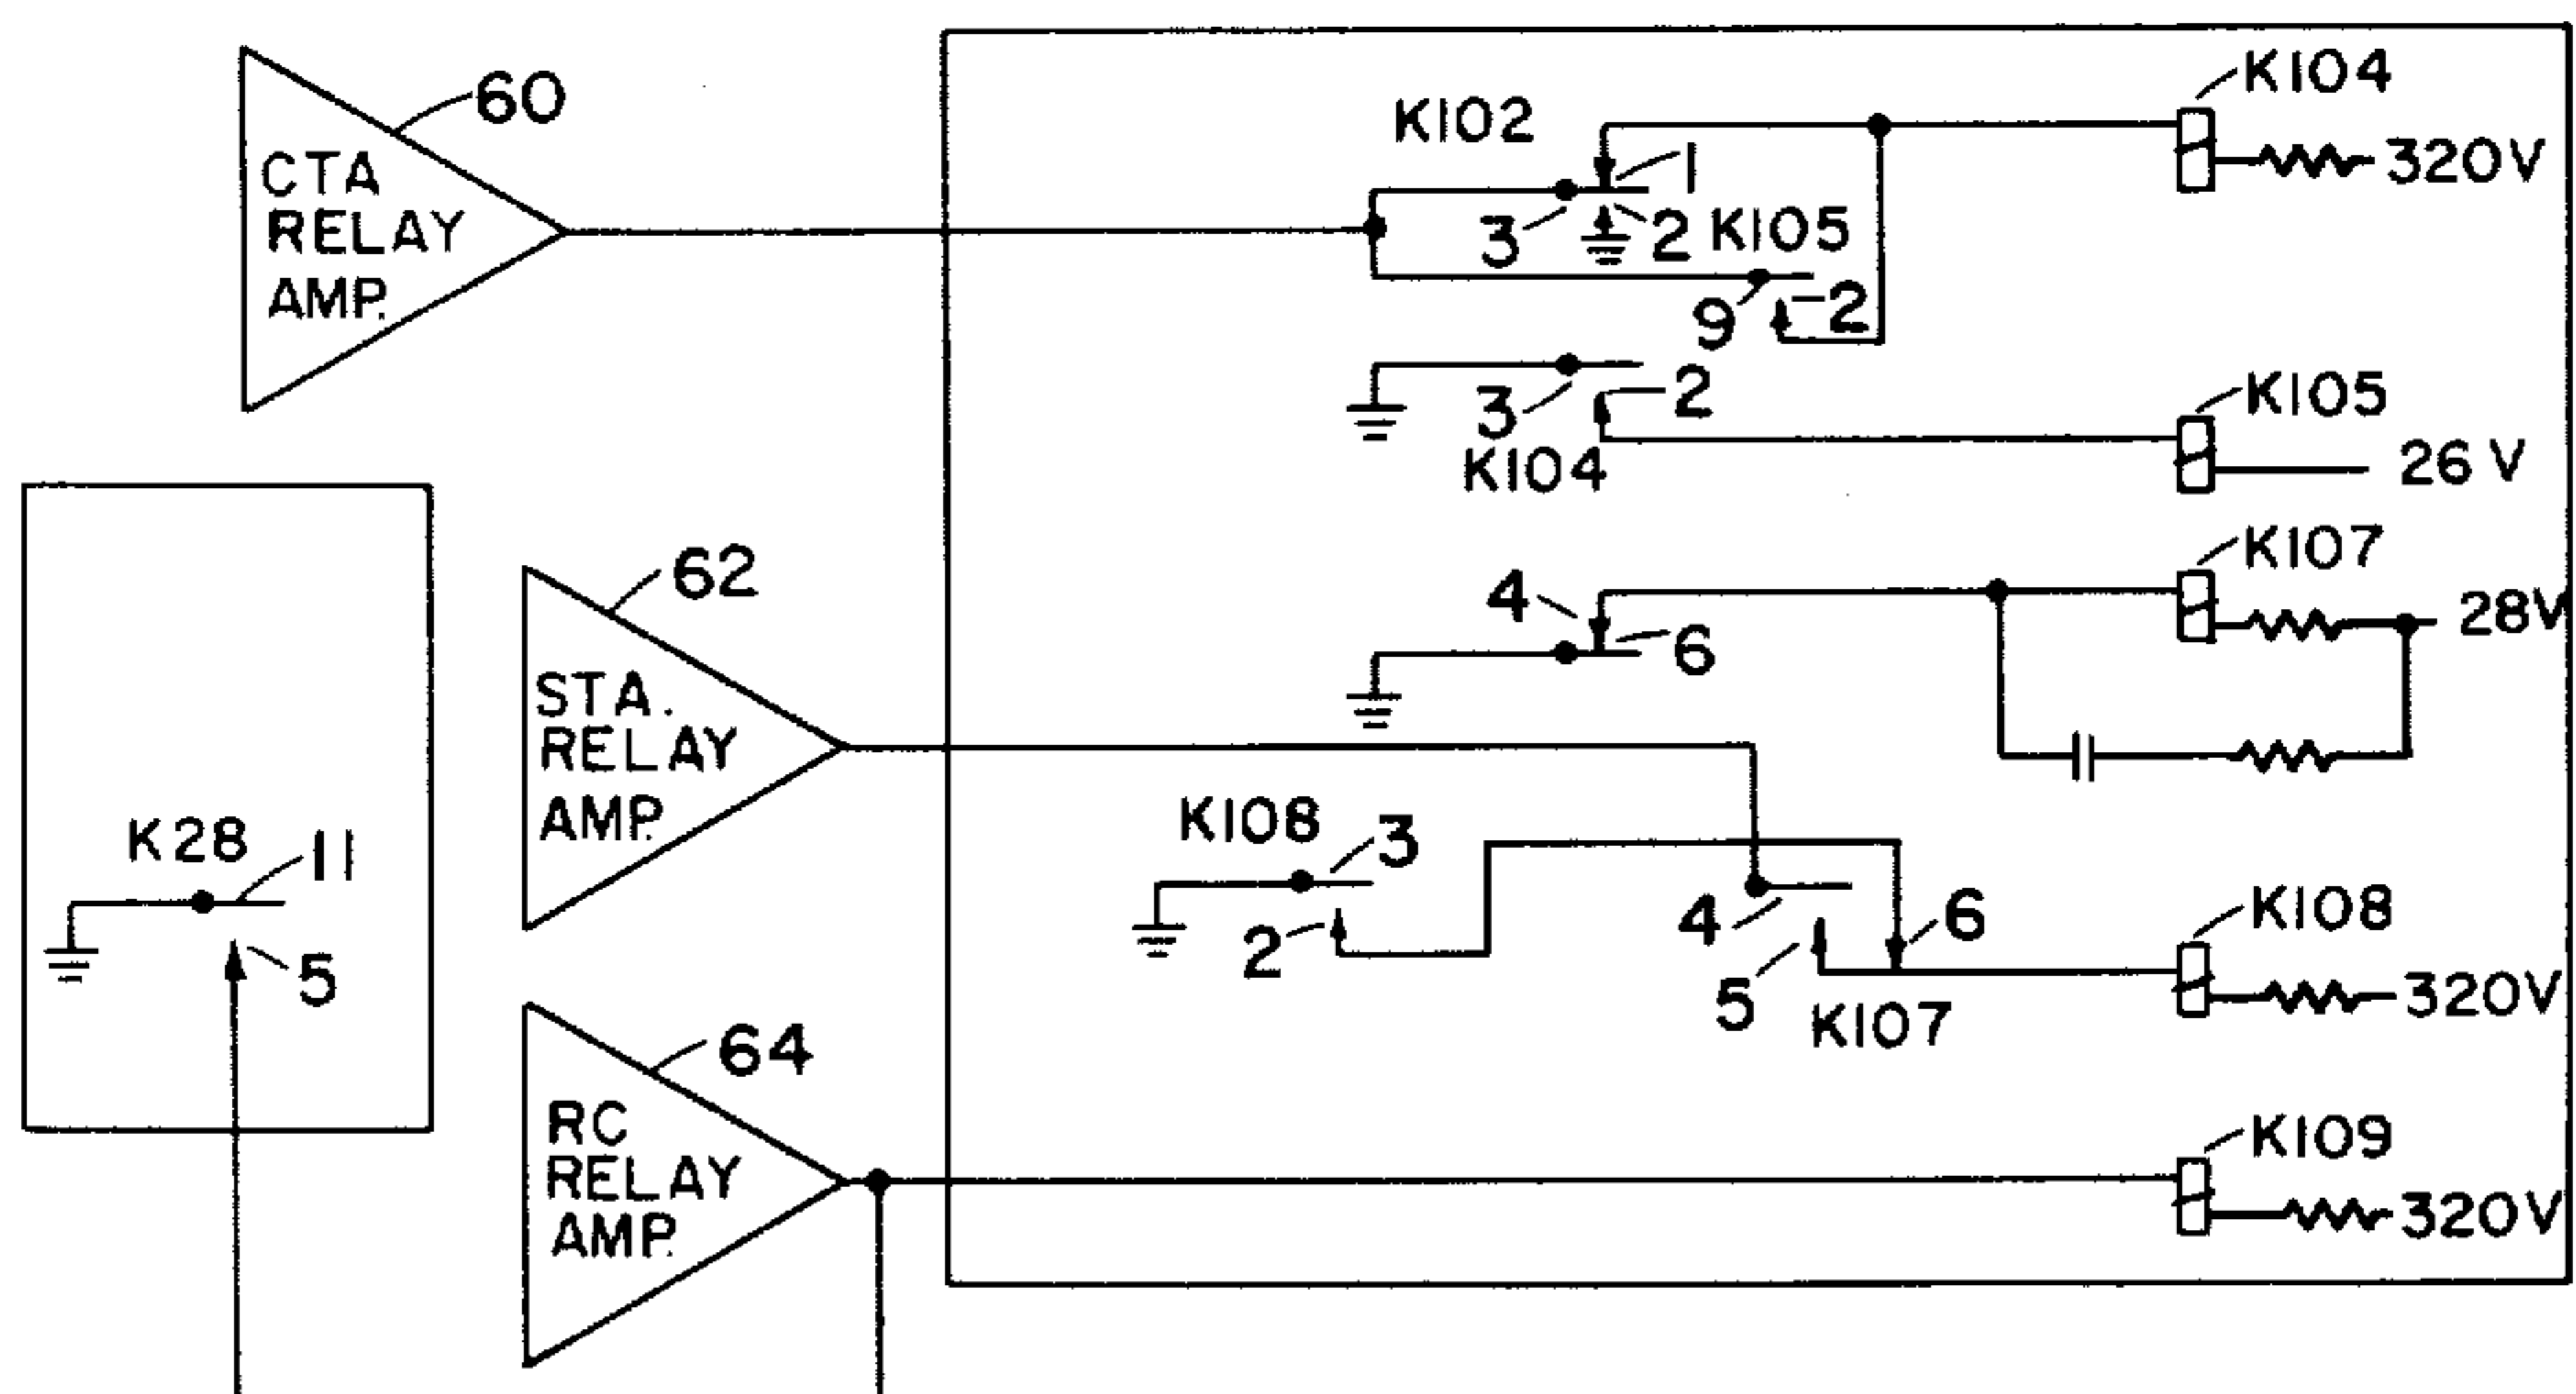 60
CTA
RELAY
AMP.
K102
1
3
2
K105
9
2
3
2
K104
K104
320V
K105
26 V
K107
28V
4
6
62
STA.
RELAY
AMP.
K28
11
5
K108
3
2
4
5
6
K107
K108
320V
64
RC
RELAY
AMP.
K109
320V